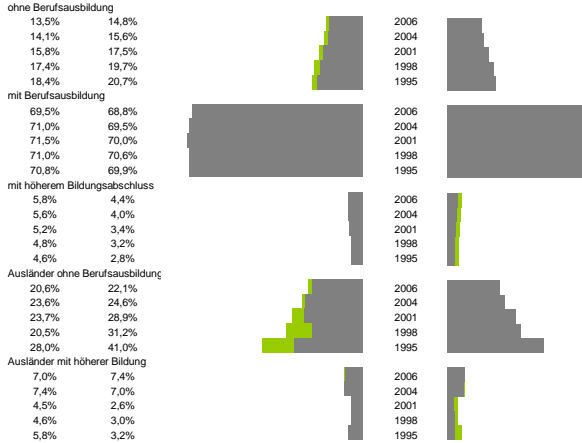 ohne Berufsausbildung
13,5% 14,8% 2006
14,1% 15,6% 2004
15,8% 17,5% 2001
17,4% 19,7% 1998
18,4% 20,7% 1995
mit Berufsausbildung
69,5% 68,8% 2006
71,0% 69,5% 2004
71,5% 70,0% 2001
71,0% 70,6% 1998
70,8% 69,9% 1995
mit höherem Bildungsabschluss
5,8% 4,4% 2006
5,6% 4,0% 2004
5,2% 3,4% 2001
4,8% 3,2% 1998
4,6% 2,8% 1995
Ausländer ohne Berufsausbildung
20,6% 22,1% 2006
23,6% 24,6% 2004
23,7% 28,9% 2001
20,5% 31,2% 1998
28,0% 41,0% 1995
Ausländer mit höherer Bildung
7,0% 7,4% 2006
7,4% 7,0% 2004
4,5% 2,6% 2001
4,6% 3,0% 1998
5,8% 3,2% 1995